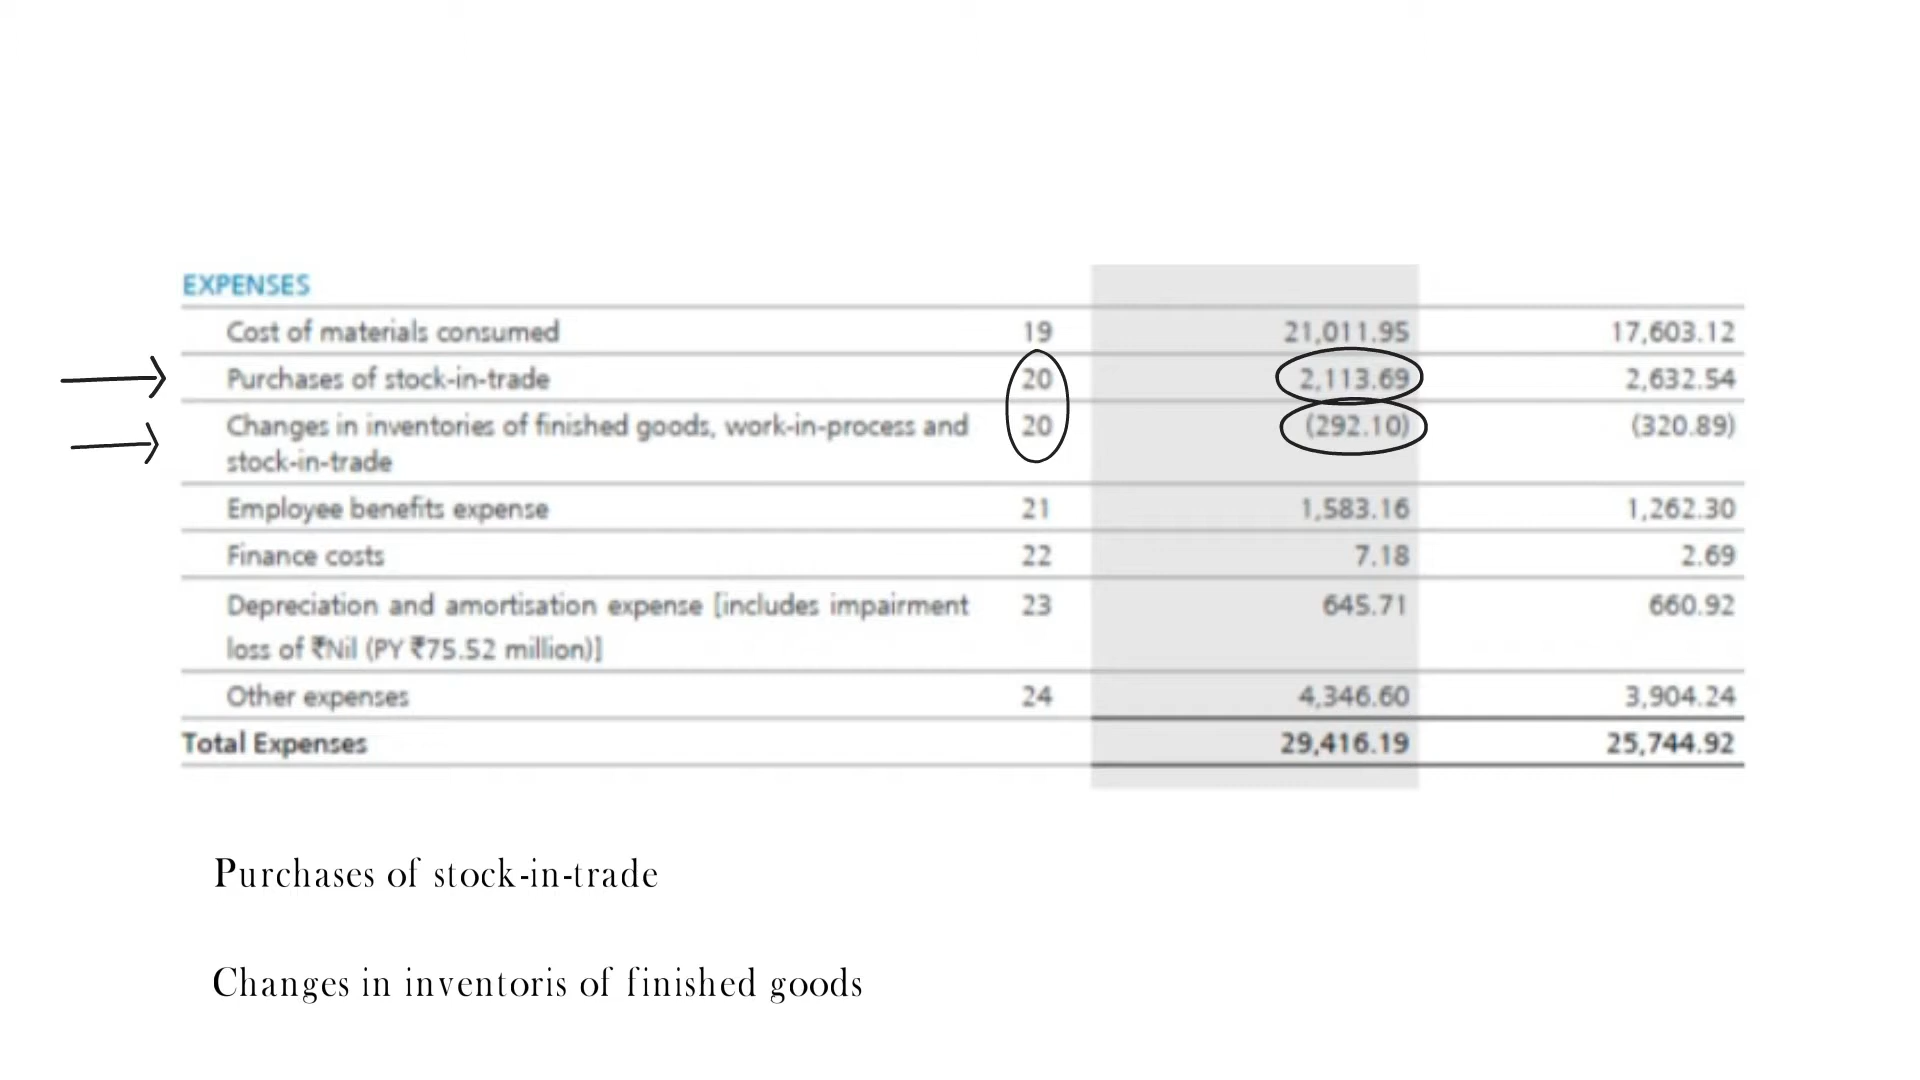 EXPENSES
Cost of materials consumed 19 21,011.95 17,603.12
Purchases of stock-in-trade 20 2,113.69 2,632.54
Changes in inventories of finished goods, work-in-process and 20 (292.10) (320.89)
stock-in-trade
Employee benefits expense 21 1,583.16 1,262.30
Finance costs 22 7.18 2.69
Depreciation and amortisation expense [includes impairment 23 645.71 660.92
loss of ₹Nil (PY ₹75.52 million)]
Other expenses 24 4,346.60 3,904.24
Total Expenses 29,416.19 25,744.92
Purchases of stock-in-trade
Changes in inventoris of finished goods